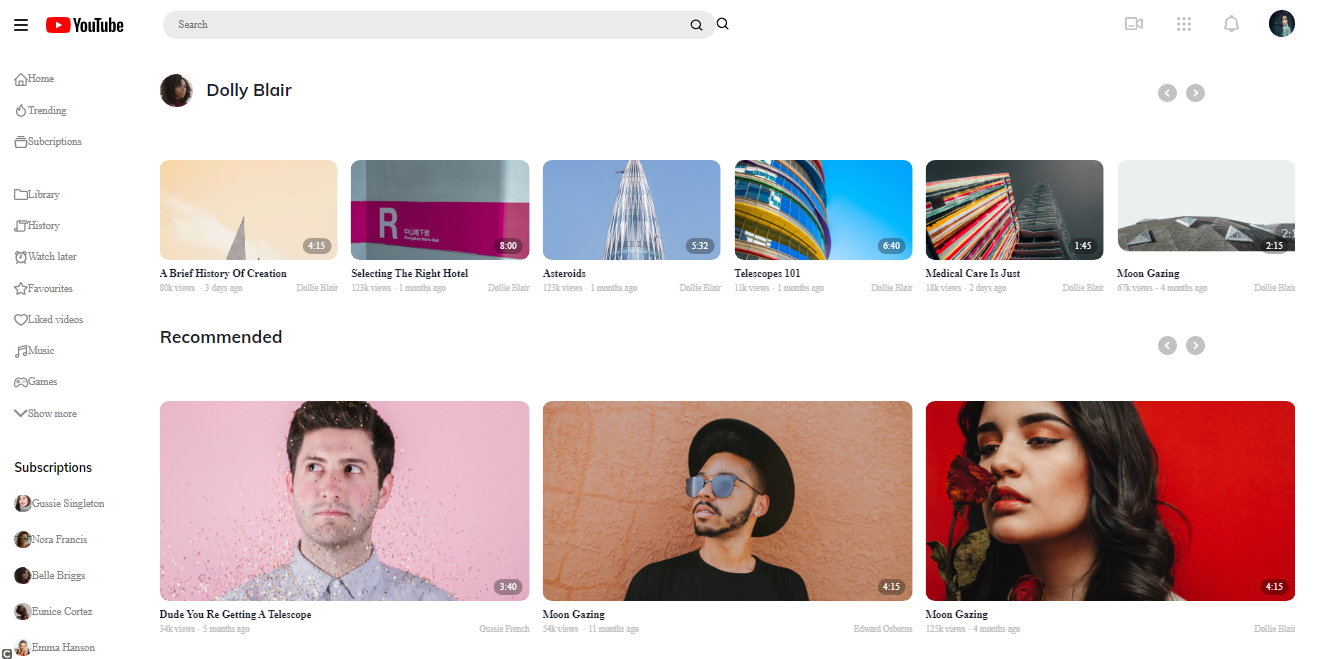 YouTube
Search
Home
Trending
Subcriptions
Library
History
Watch later
Favourites
Liked videos
Music
Games
Show more
Subscriptions
Gussie Singleton
Nora Francis
Belle Briggs
Eunice Cortez
Emma Hanson
Dolly Blair
4:15
R
8:00
5:32
6:40
1:45
2:1
2:15
A Brief History Of Creation
80k views · 3 days ago Dollie Blair
Selecting The Right Hotel
123k views · 1 months ago Dollie Blair
Asteroids
123k views · 1 months ago Dollie Blair
Telescopes 101
11k views · 1 months ago Dollie Blair
Medical Care Is Just
18k views · 2 days ago Dollie Blair
Moon Gazing
67k views · 4 months ago Dollie Blair
Recommended
3:40
4:15
4:15
Dude You Re Getting A Telescope
34k views · 5 months ago Gussie French
Moon Gazing
54k views · 11 months ago Edward Osborne
Moon Gazing
125k views · 4 months ago Dollie Blair